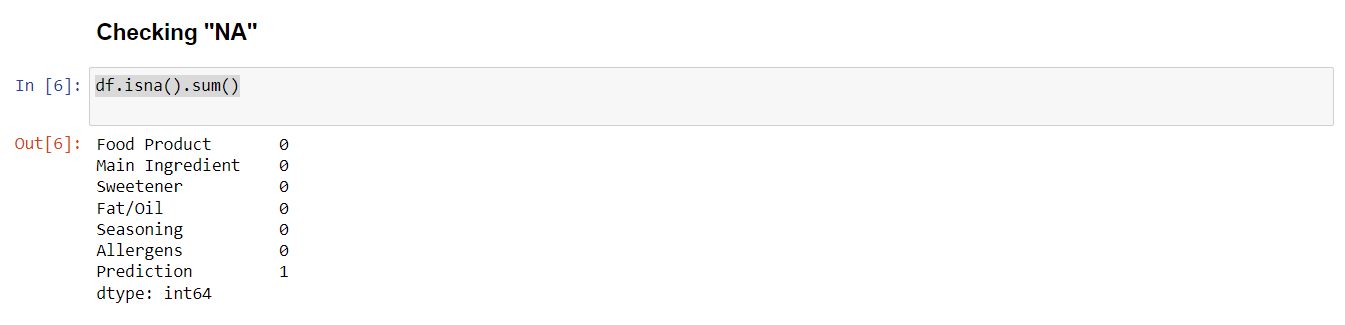 Checking "NA"
In [6]: df.isna().sum()
Out[6]: Food Product 0
Main Ingredient 0
Sweetener 0
Fat/Oil 0
Seasoning 0
Allergens 0
Prediction 1
dtype: int64